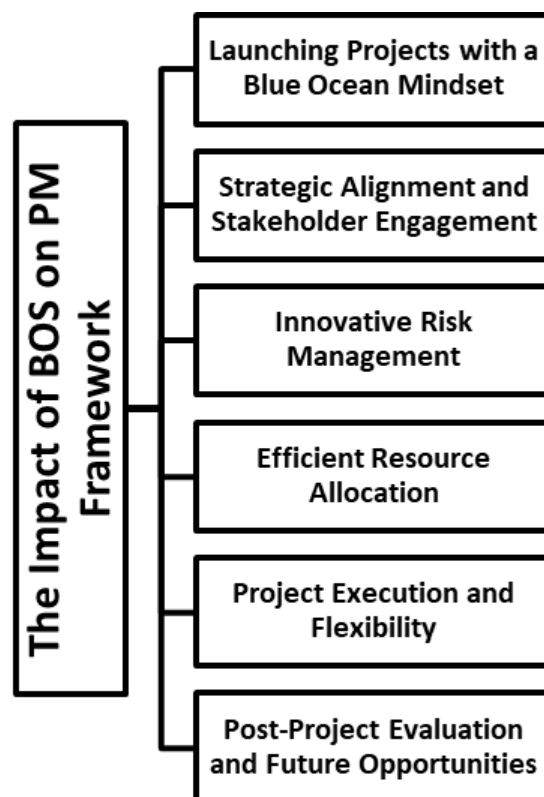 The Impact of BOS on PM
Framework
Launching Projects with a
Blue Ocean Mindset
Strategic Alignment and
Stakeholder Engagement
Innovative Risk
Management
Efficient Resource
Allocation
Project Execution and
Flexibility
Post-Project Evaluation
and Future Opportunities